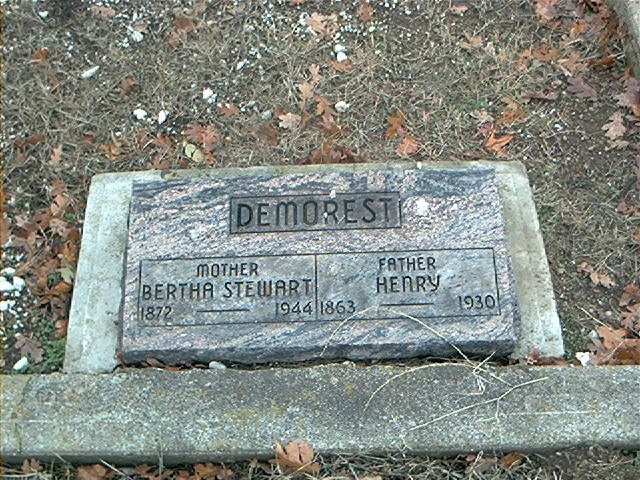 DEMOREST
MOTHER
BERTHA STEWART
1872 — 1944
FATHER
HENRY
1863 — 1930